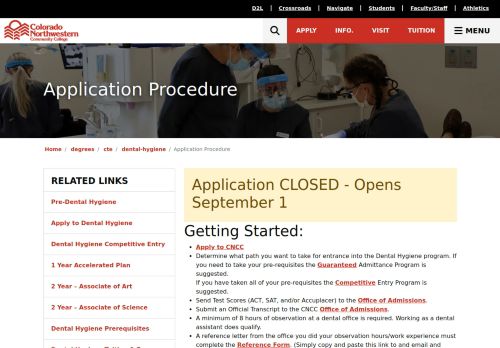 D2L | Crossroads | Navigate | Students | Faculty/Staff | Athletics
Colorado
Northwestern
Community College
APPLY INFO. VISIT TUITION MENU
Application Procedure
Home / degrees / cte / dental-hygiene / Application Procedure
RELATED LINKS
Pre-Dental Hygiene
Apply to Dental Hygiene
Dental Hygiene Competitive Entry
1 Year Accelerated Plan
2 Year – Associate of Art
2 Year – Associate of Science
Dental Hygiene Prerequisites
Application CLOSED - Opens
September 1
Getting Started:
Apply to CNCC
Determine what path you want to take for entrance into the Dental Hygiene program. If
you need to take your pre-requisites the Guaranteed Admittance Program is
suggested.
If you have taken all of your pre-requisites the Competitive Entry Program is
suggested.
Send Test Scores (ACT, SAT, and/or Accuplacer) to the Office of Admissions.
Submit an Official Transcript to the CNCC Office of Admissions.
A minimum of 8 hours of observation at a dental office is required. Working as a dental
assistant does qualify.
A reference letter from the office you did your observation hours/work experience must
complete the Reference Form. (Simply copy and paste this link to end email and